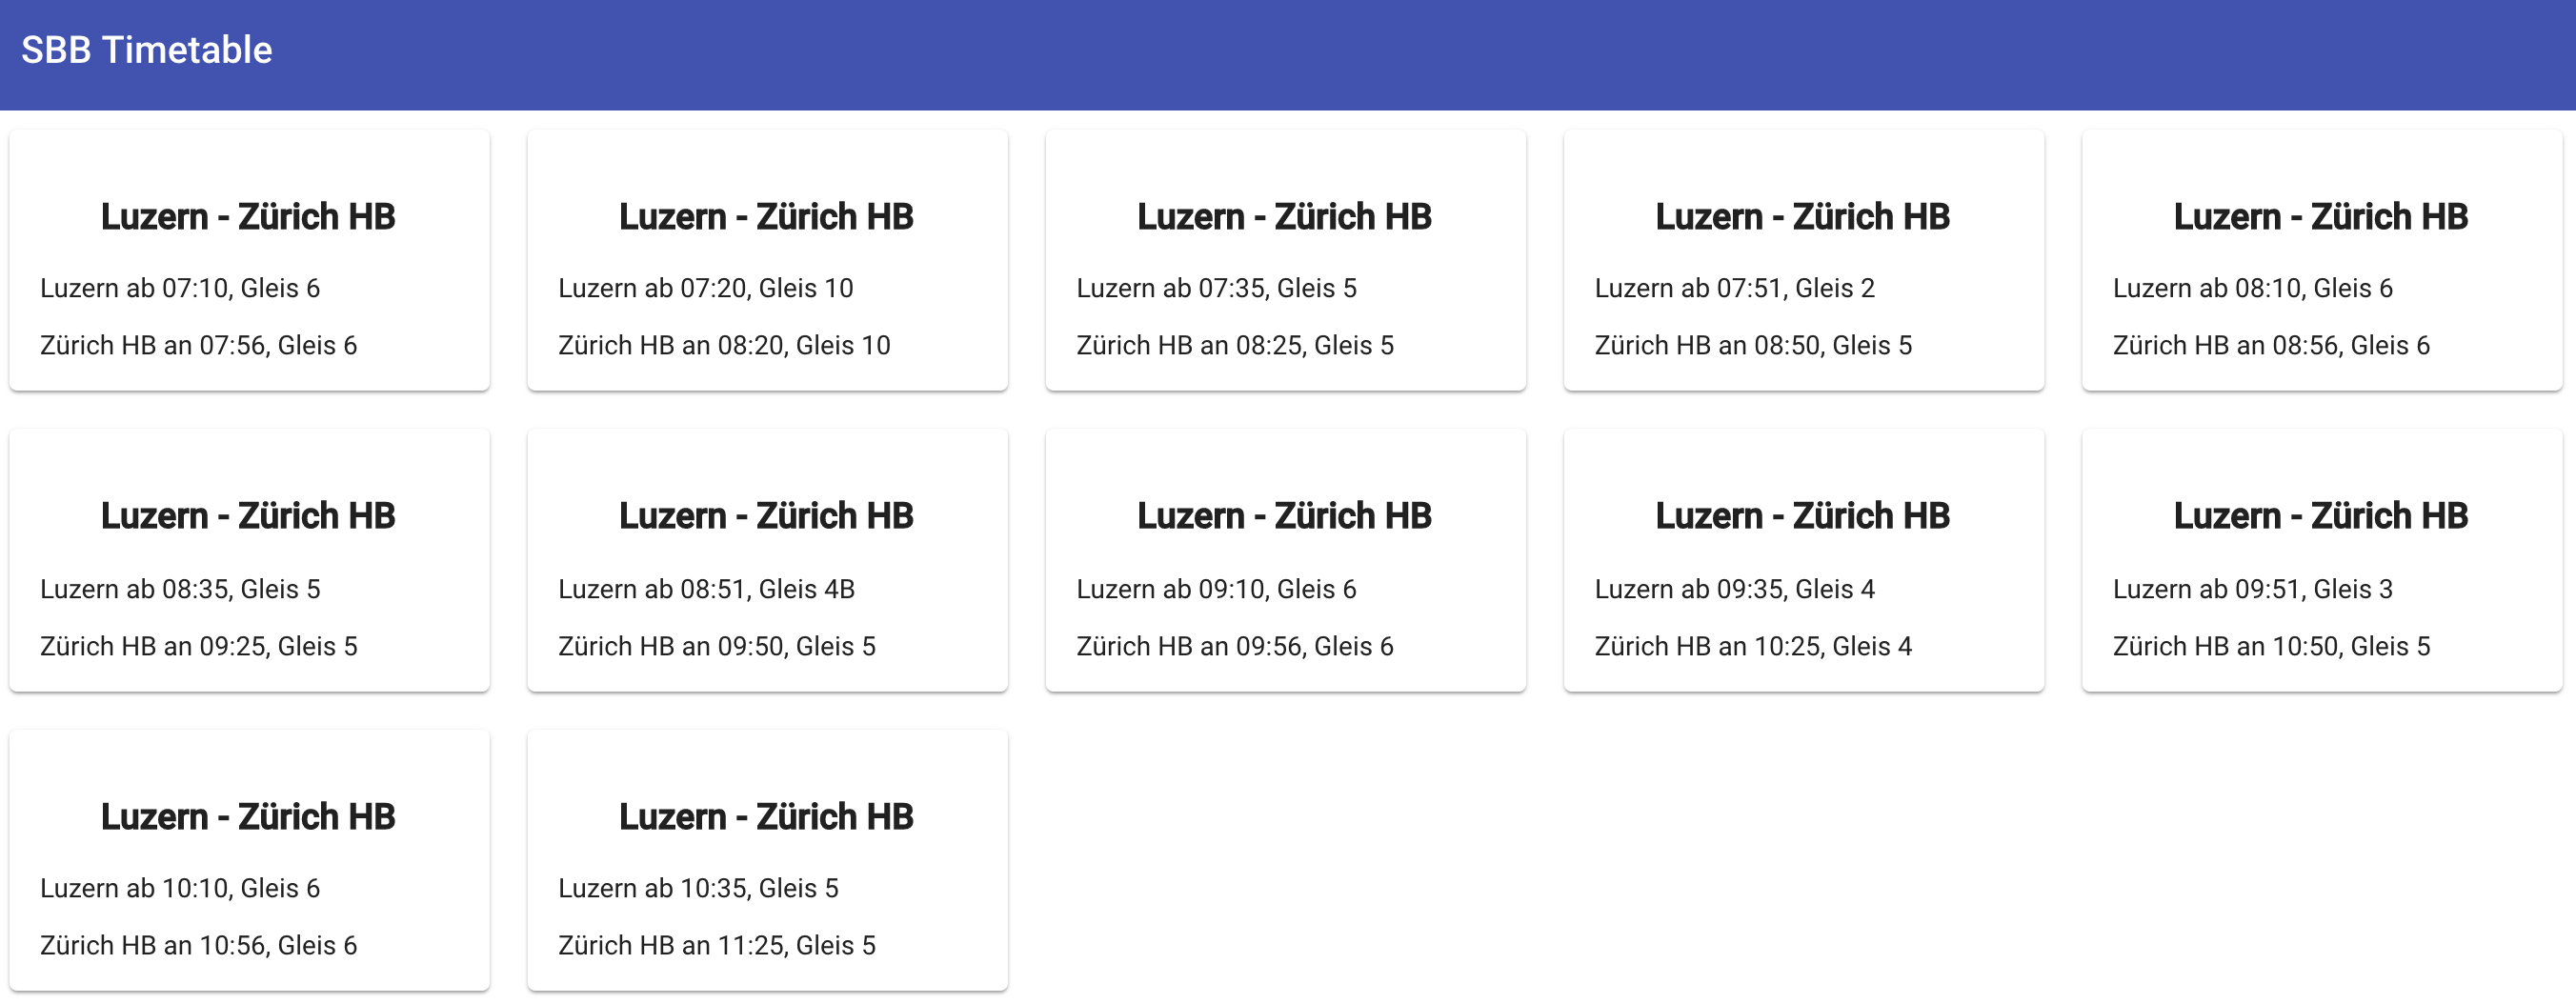 SBB Timetable
Luzern - Zürich HB
Luzern ab 07:10, Gleis 6
Zürich HB an 07:56, Gleis 6
Luzern - Zürich HB
Luzern ab 07:20, Gleis 10
Zürich HB an 08:20, Gleis 10
Luzern - Zürich HB
Luzern ab 07:35, Gleis 5
Zürich HB an 08:25, Gleis 5
Luzern - Zürich HB
Luzern ab 07:51, Gleis 2
Zürich HB an 08:50, Gleis 5
Luzern - Zürich HB
Luzern ab 08:10, Gleis 6
Zürich HB an 08:56, Gleis 6
Luzern - Zürich HB
Luzern ab 08:35, Gleis 5
Zürich HB an 09:25, Gleis 5
Luzern - Zürich HB
Luzern ab 08:51, Gleis 4B
Zürich HB an 09:50, Gleis 5
Luzern - Zürich HB
Luzern ab 09:10, Gleis 6
Zürich HB an 09:56, Gleis 6
Luzern - Zürich HB
Luzern ab 09:35, Gleis 4
Zürich HB an 10:25, Gleis 4
Luzern - Zürich HB
Luzern ab 09:51, Gleis 3
Zürich HB an 10:50, Gleis 5
Luzern - Zürich HB
Luzern ab 10:10, Gleis 6
Zürich HB an 10:56, Gleis 6
Luzern - Zürich HB
Luzern ab 10:35, Gleis 5
Zürich HB an 11:25, Gleis 5